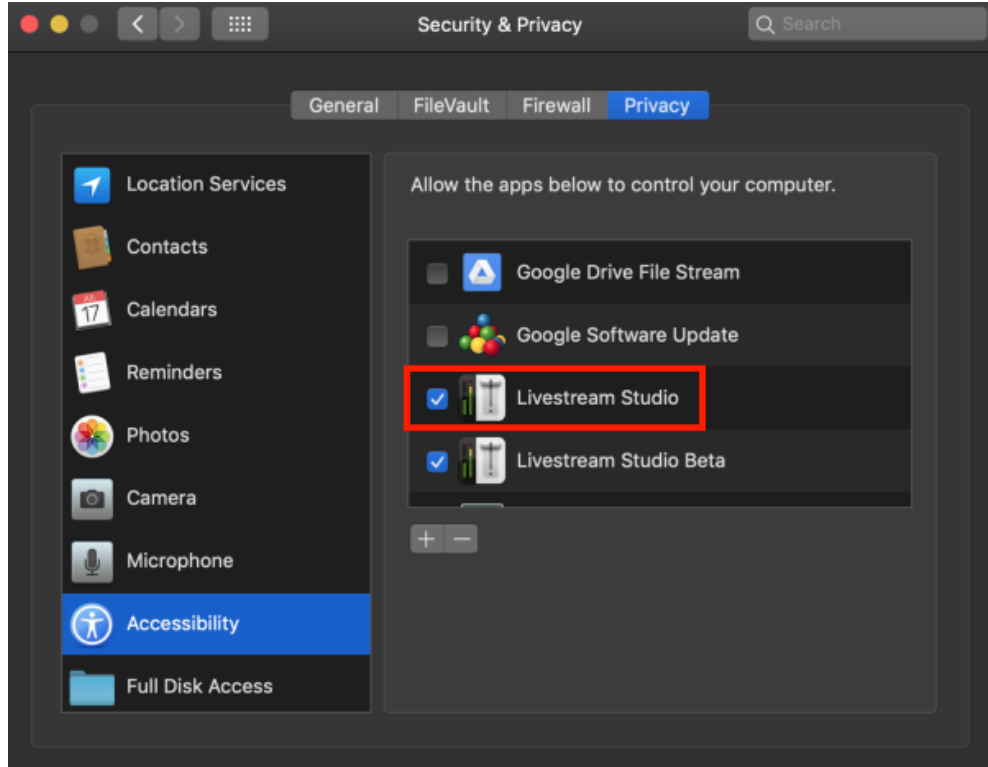 Security & Privacy
Search
General FileVault Firewall Privacy
Location Services
Contacts
JUL
17
Calendars
Reminders
Photos
Camera
Microphone
Accessibility
Full Disk Access
Allow the apps below to control your computer.
Google Drive File Stream
Google Software Update
Livestream Studio
Livestream Studio Beta